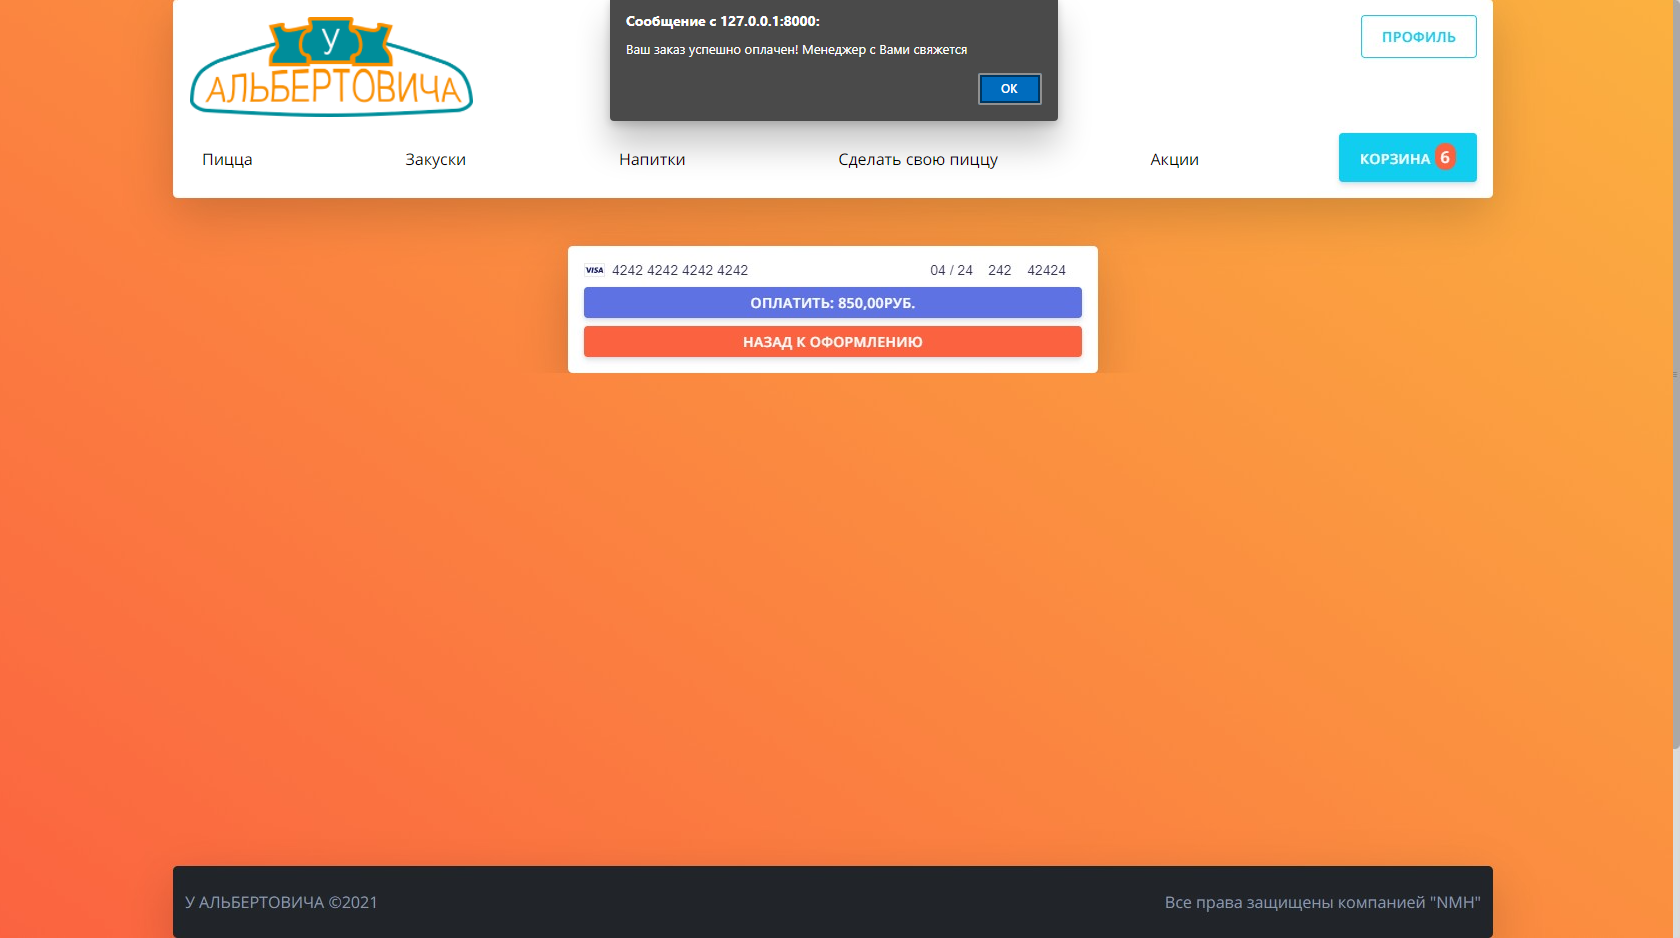 У
АЛЬБЕРТОВИЧА
Сообщение с 127.0.0.1:8000:
Ваш заказ успешно оплачен! Менеджер с Вами свяжется
ОК
ПРОФИЛЬ
Пицца
Закуски
Напитки
Сделать свою пиццу
Акции
КОРЗИНА 6
VISA 4242 4242 4242 4242 04 / 24 242 42424
ОПЛАТИТЬ: 850,00РУБ.
НАЗАД К ОФОРМЛЕНИЮ
У АЛЬБЕРТОВИЧА ©2021
Все права защищены компанией "NMH"